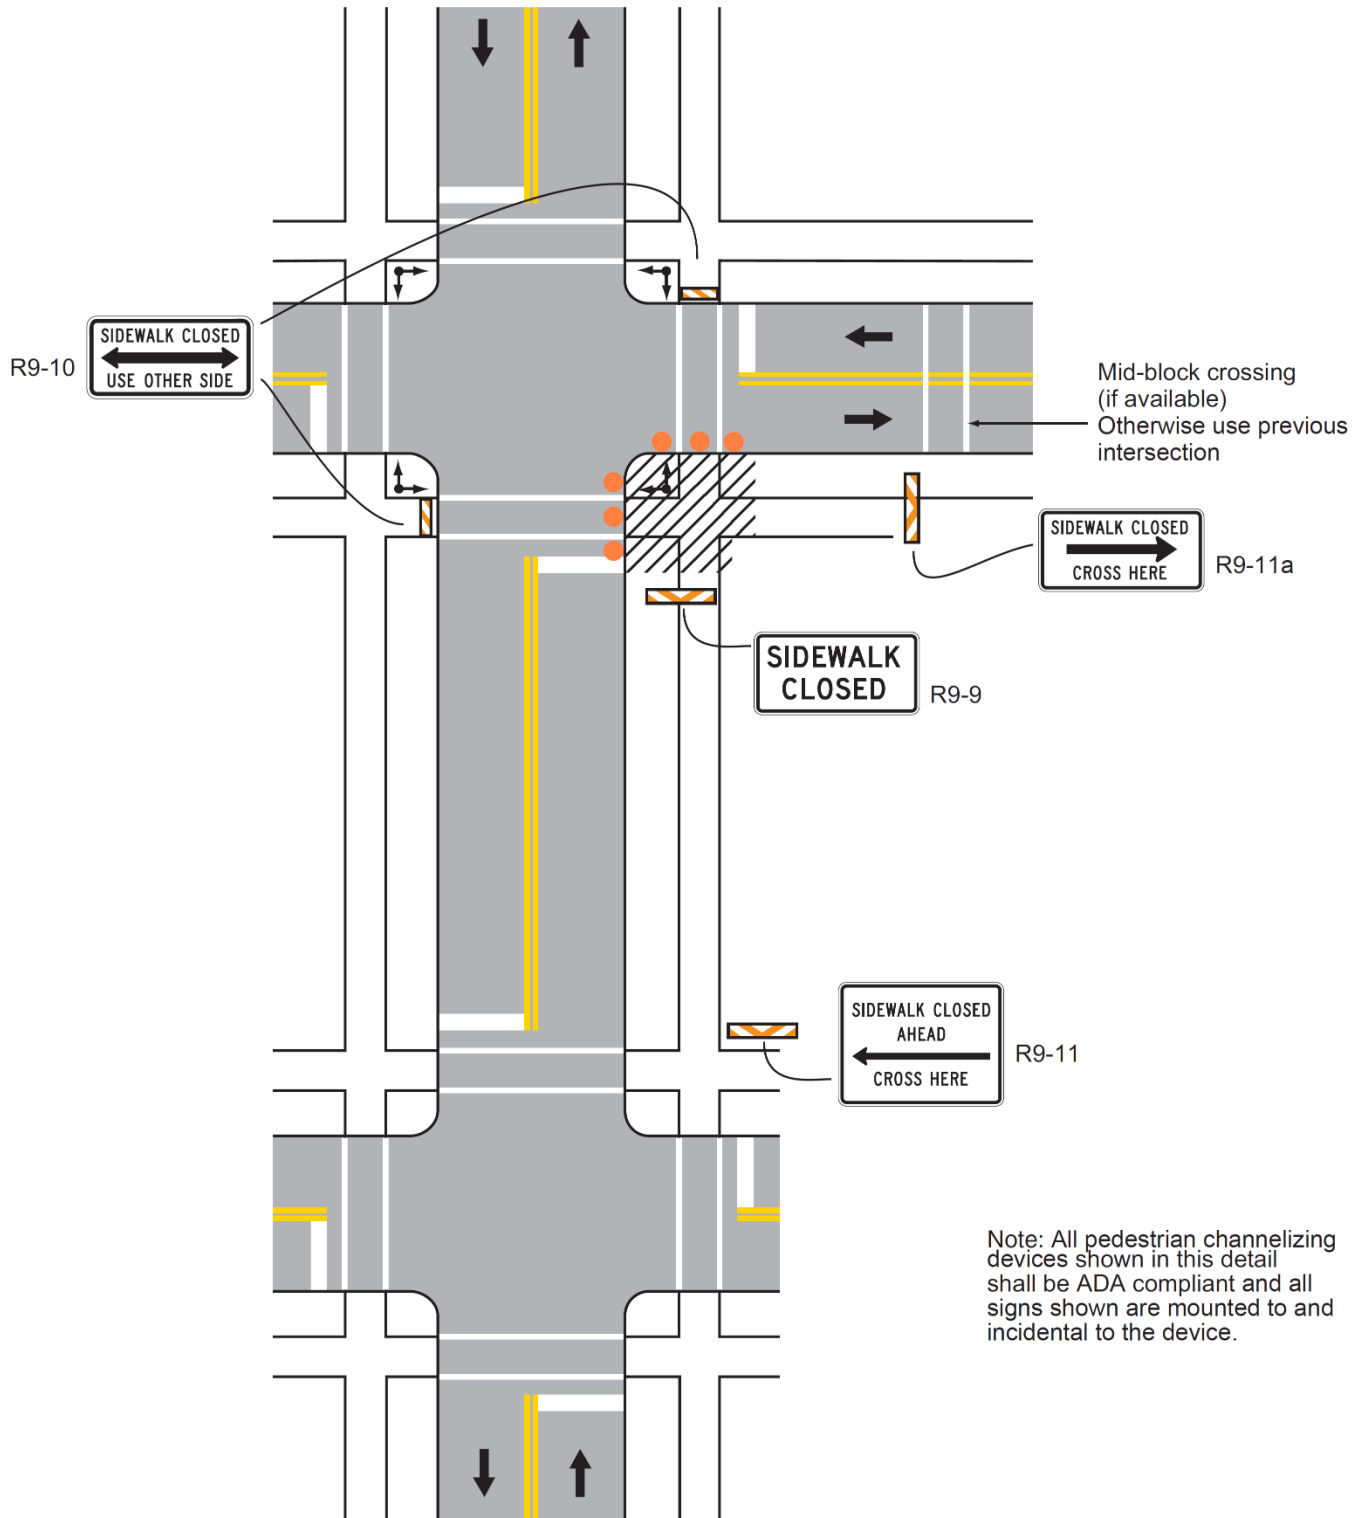 R9-10
SIDEWALK CLOSED
USE OTHER SIDE
Mid-block crossing
(if available)
Otherwise use previous
intersection
SIDEWALK CLOSED
CROSS HERE
R9-11a
SIDEWALK
CLOSED
R9-9
SIDEWALK CLOSED
AHEAD
CROSS HERE
R9-11
Note: All pedestrian channelizing
devices shown in this detail
shall be ADA compliant and all
signs shown are mounted to and
incidental to the device.